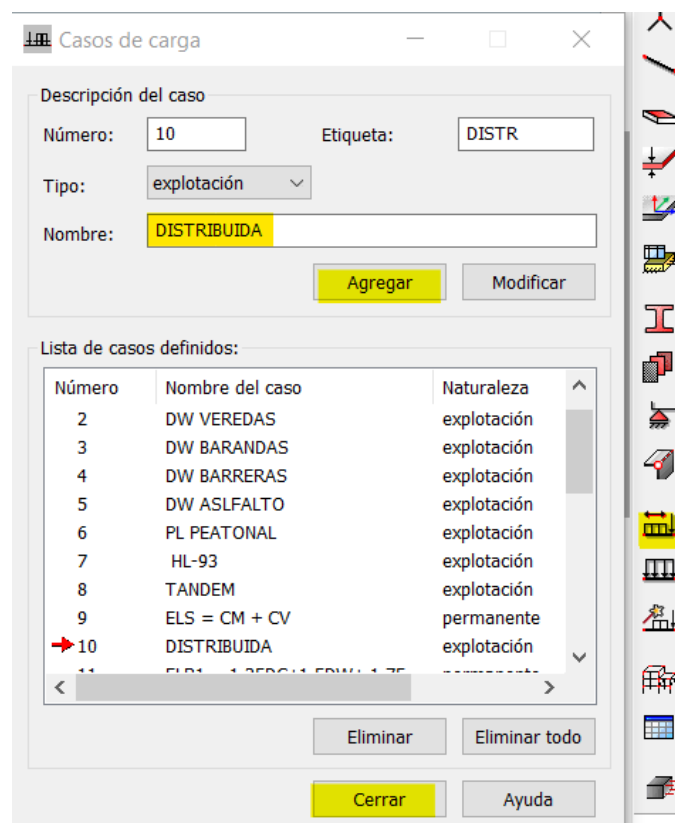 Casos de carga
Descripción del caso
Número: 10 Etiqueta: DISTR
Tipo: explotación
Nombre: DISTRIBUIDA
Agregar Modificar
Lista de casos definidos:
Número Nombre del caso Naturaleza
2 DW VEREDAS explotación
3 DW BARANDAS explotación
4 DW BARRERAS explotación
5 DW ASLFALTO explotación
6 PL PEATONAL explotación
7 HL-93 explotación
8 TANDEM explotación
9 ELS = CM + CV permanente
10 DISTRIBUIDA explotación
11
Eliminar Eliminar todo
Cerrar Ayuda